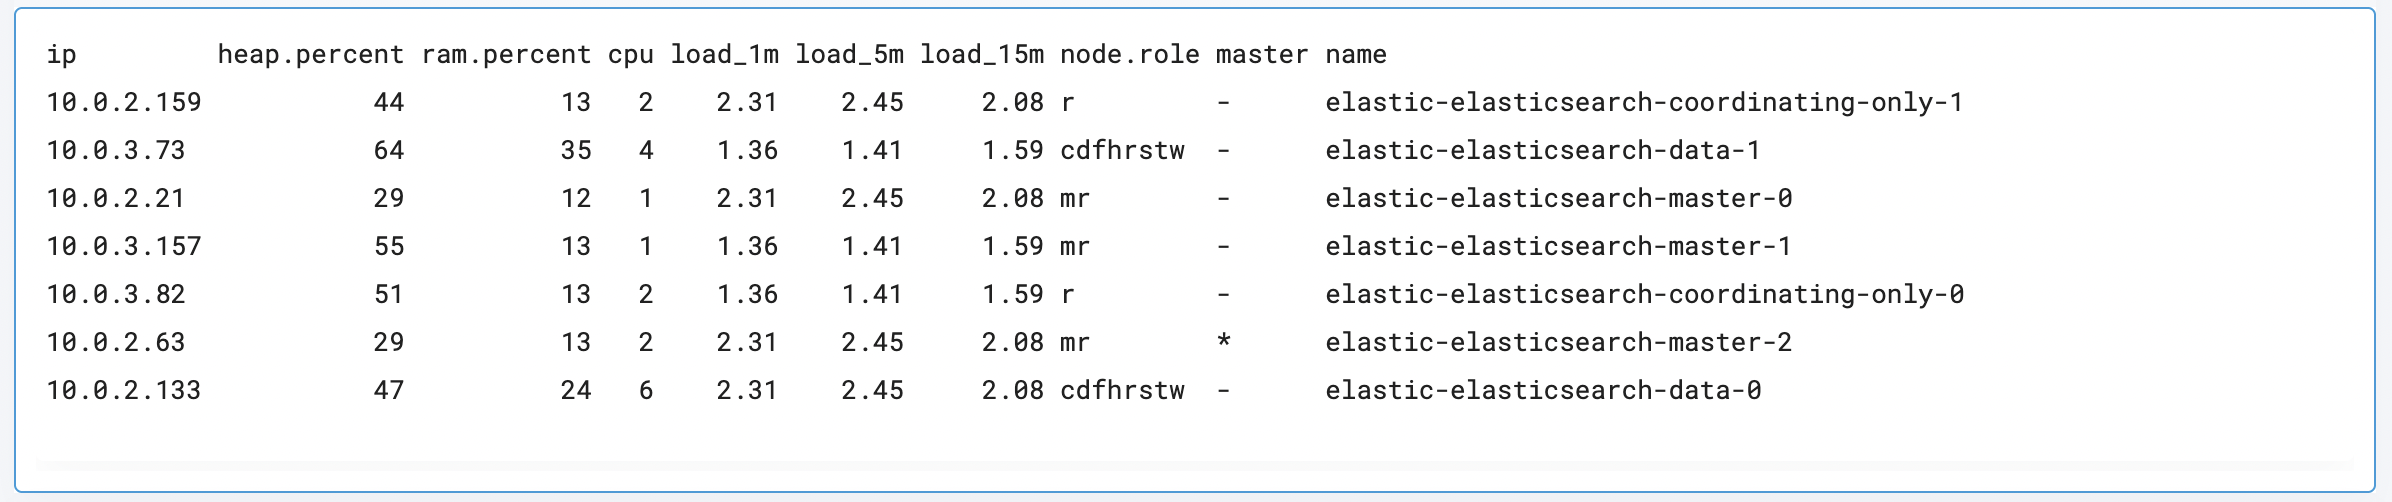 ip         heap.percent ram.percent cpu load_1m load_5m load_15m node.role master name
10.0.2.159           44          13   2    2.31    2.45     2.08 r         -      elastic-elasticsearch-coordinating-only-1
10.0.3.73            64          35   4    1.36    1.41     1.59 cdfhrstw  -      elastic-elasticsearch-data-1
10.0.2.21            29          12   1    2.31    2.45     2.08 mr        -      elastic-elasticsearch-master-0
10.0.3.157           55          13   1    1.36    1.41     1.59 mr        -      elastic-elasticsearch-master-1
10.0.3.82            51          13   2    1.36    1.41     1.59 r         -      elastic-elasticsearch-coordinating-only-0
10.0.2.63            29          13   2    2.31    2.45     2.08 mr        *      elastic-elasticsearch-master-2
10.0.2.133           47          24   6    2.31    2.45     2.08 cdfhrstw  -      elastic-elasticsearch-data-0